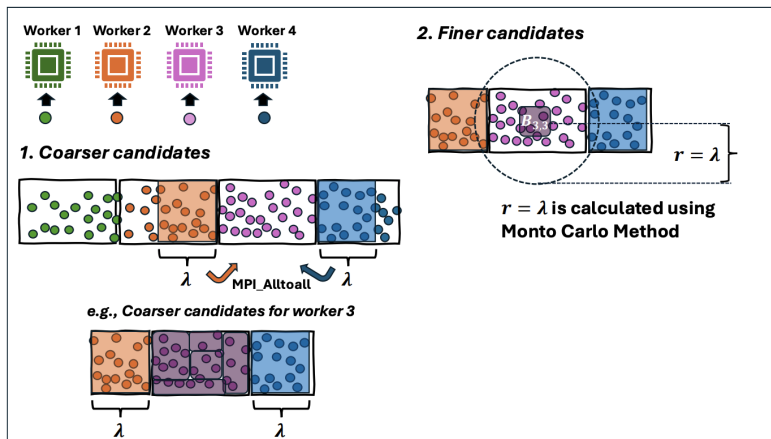 Worker 1 Worker 2 Worker 3 Worker 4
1. Coarser candidates
λ MPI_Alltoall λ
e.g., Coarser candidates for worker 3
λ λ
2. Finer candidates
B3,3
r = λ
r = λ is calculated using
Monto Carlo Method